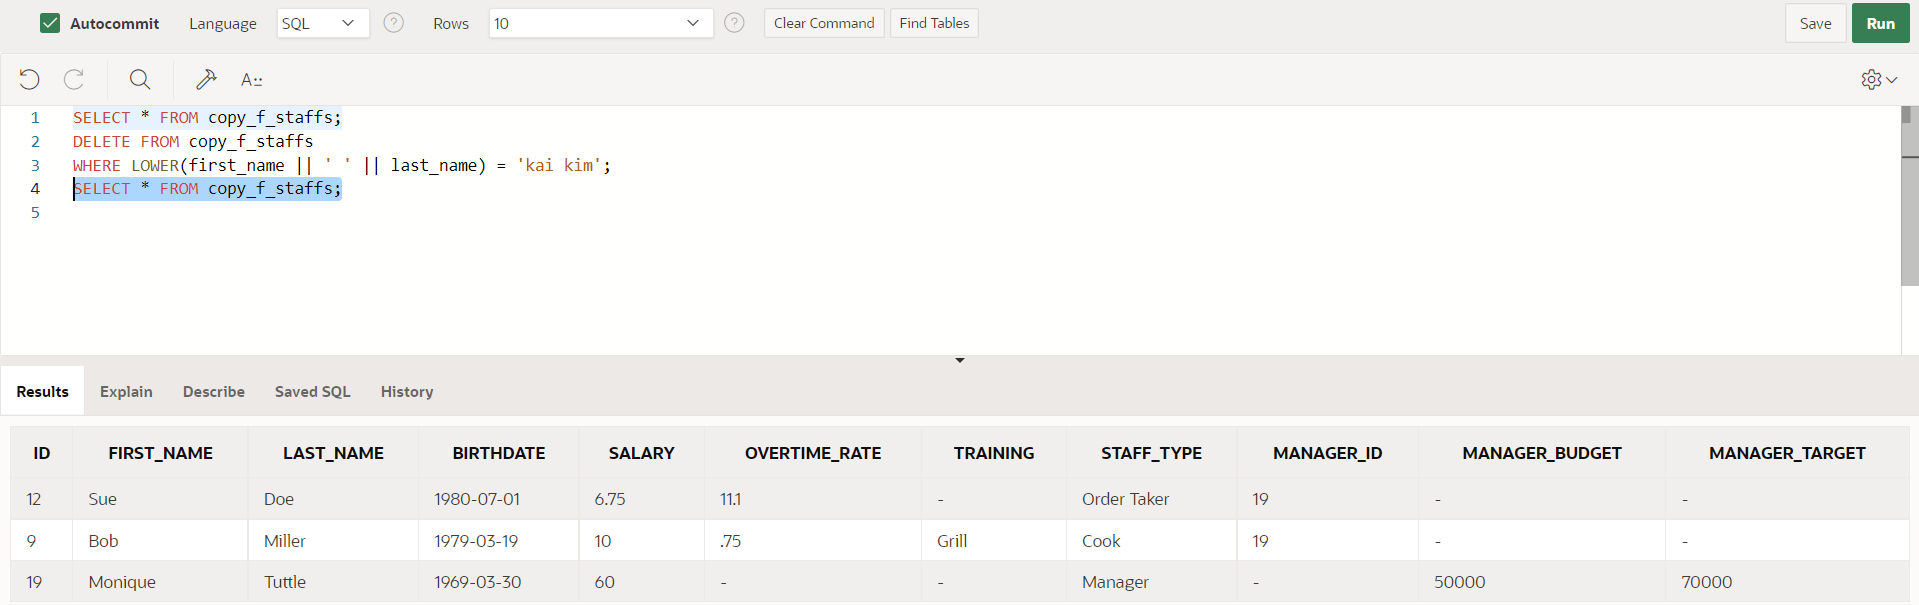 Autocommit Language SQL ? Rows 10 ? Clear Command Find Tables Save Run
A::
1 SELECT * FROM copy_f_staffs;
2 DELETE FROM copy_f_staffs
3 WHERE LOWER(first_name || ' ' || last_name) = 'kai kim';
4 SELECT * FROM copy_f_staffs;
5
Results Explain Describe Saved SQL History
ID FIRST_NAME LAST_NAME BIRTHDATE SALARY OVERTIME_RATE TRAINING STAFF_TYPE MANAGER_ID MANAGER_BUDGET MANAGER_TARGET
12 Sue Doe 1980-07-01 6.75 11.1 - Order Taker 19 - -
9 Bob Miller 1979-03-19 10 .75 Grill Cook 19 - -
19 Monique Tuttle 1969-03-30 60 - - Manager - 50000 70000